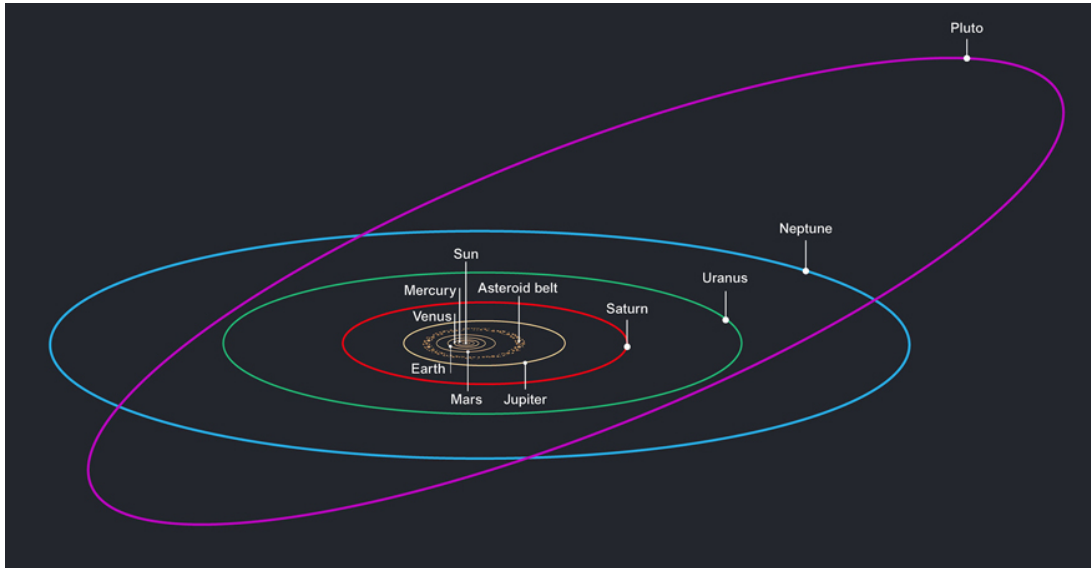 Pluto
Neptune
Sun
Uranus
Mercury
Asteroid belt
Saturn
Venus
Earth
Mars
Jupiter